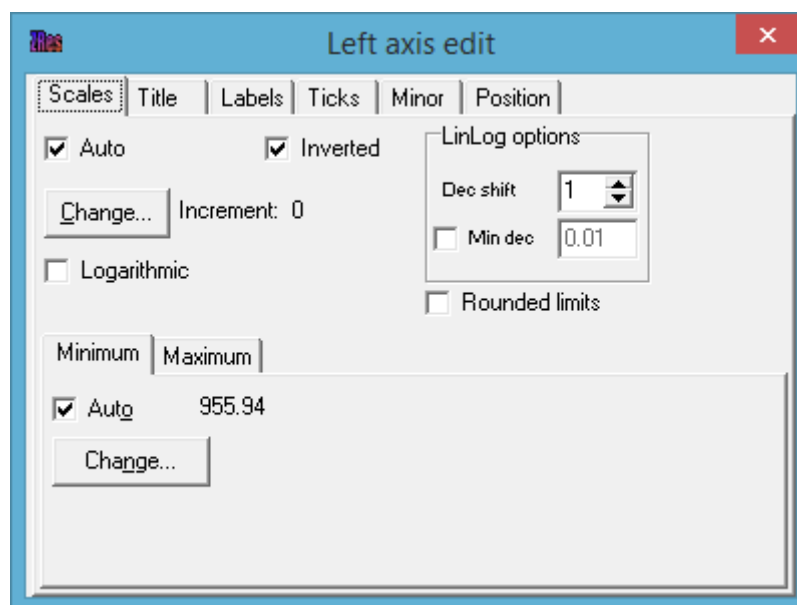 ZRes Left axis edit
Scales Title Labels Ticks Minor Position
Auto Inverted LinLog options
Dec shift 1
Change... Increment: 0
Min dec 0.01
Logarithmic
Rounded limits
Minimum Maximum
Auto 955.94
Change...